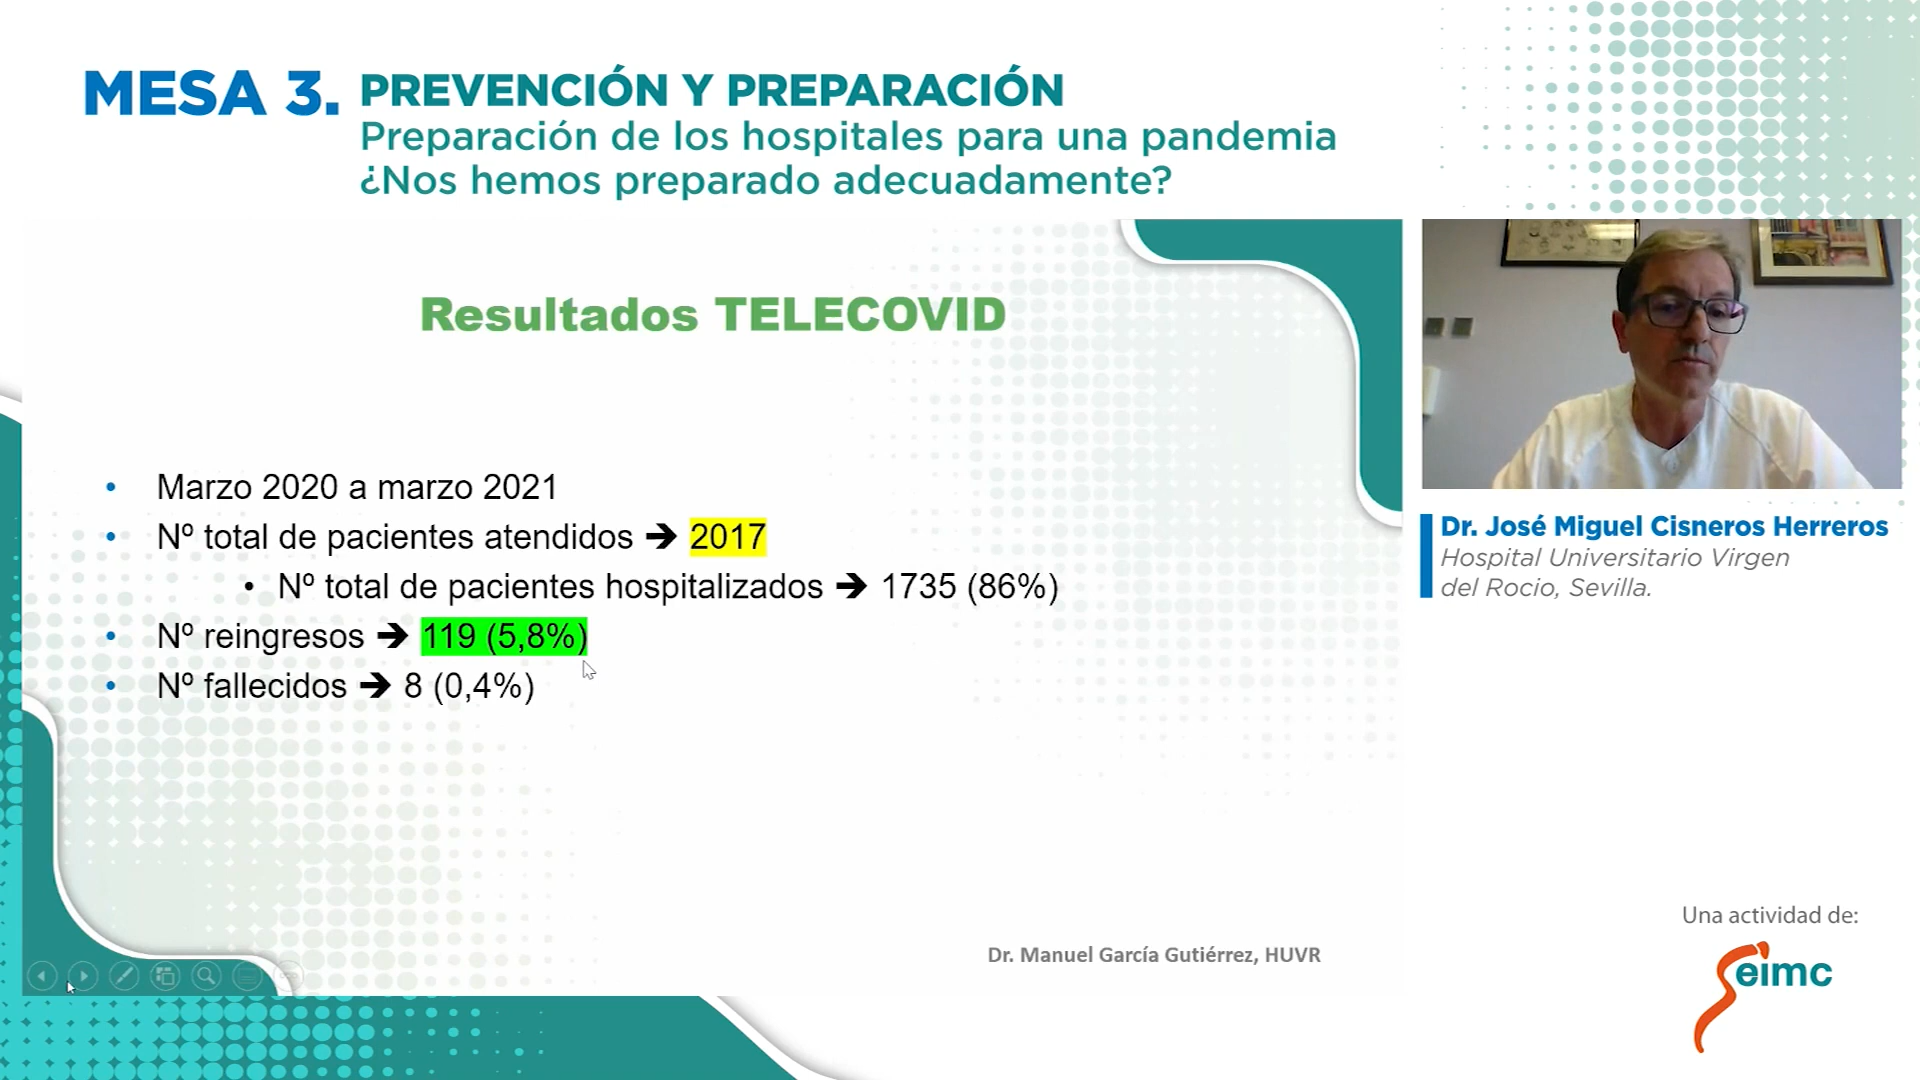 MESA 3. PREVENCIÓN Y PREPARACIÓN
Preparación de los hospitales para una pandemia
¿Nos hemos preparado adecuadamente?
Resultados TELECOVID
• Marzo 2020 a marzo 2021
• Nº total de pacientes atendidos → 2017
• Nº total de pacientes hospitalizados → 1735 (86%)
• Nº reingresos → 119 (5,8%)
• Nº fallecidos → 8 (0,4%)
Dr. Manuel García Gutiérrez, HUVR
Dr. José Miguel Cisneros Herreros
Hospital Universitario Virgen
del Rocio, Sevilla.
Una actividad de:
Seimc